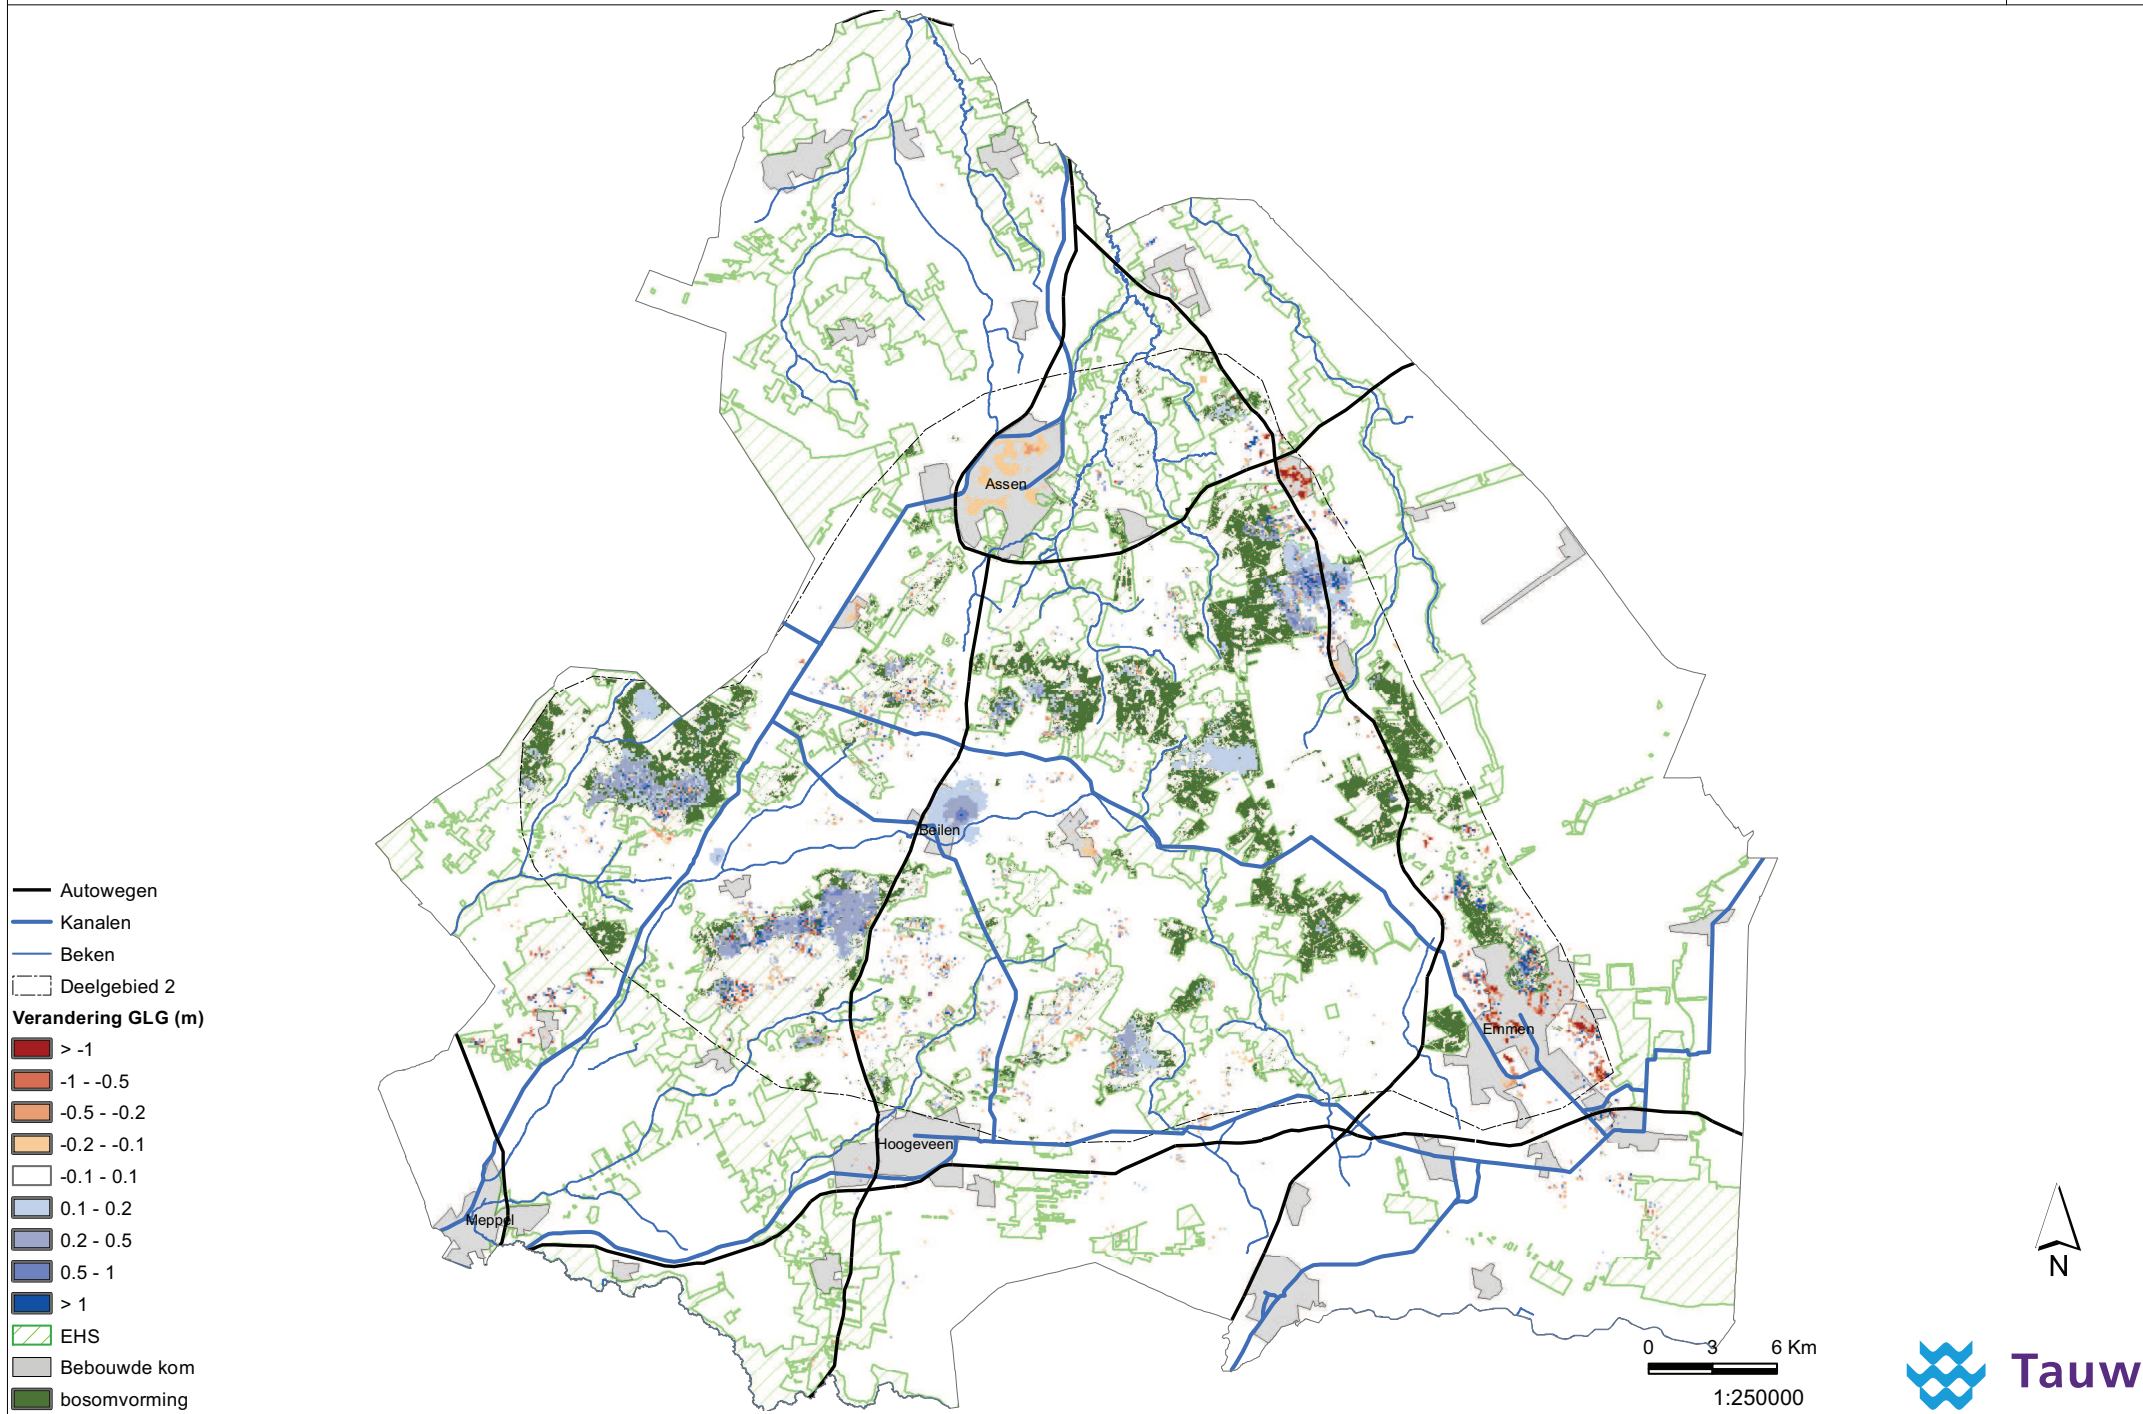 Assen
Beilen
Emmen
Hoogeveen
Meppel
Autowegen
Kanalen
Beken
Deelgebied 2
Verandering GLG (m)
> -1
-1 - -0.5
-0.5 - -0.2
-0.2 - -0.1
-0.1 - 0.1
0.1 - 0.2
0.2 - 0.5
0.5 - 1
> 1
EHS
Bebouwde kom
bosomvorming
N
0 3 6 Km
1:250000
Tauw